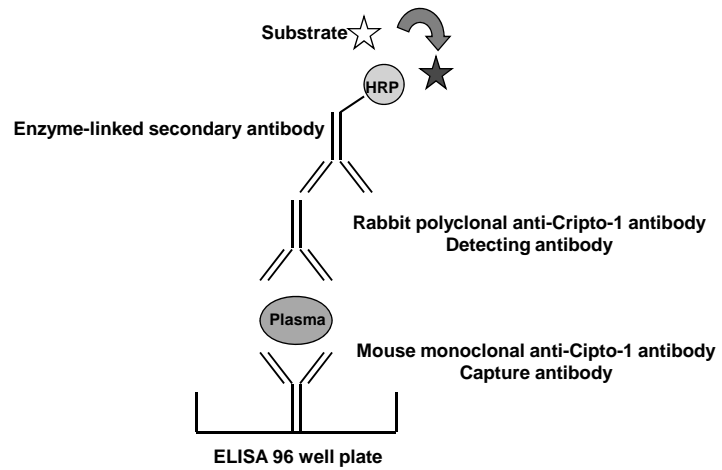 Substrate
HRP
Enzyme-linked secondary antibody
Rabbit polyclonal anti-Cripto-1 antibody
Detecting antibody
Plasma
Mouse monoclonal anti-Cipto-1 antibody
Capture antibody
ELISA 96 well plate